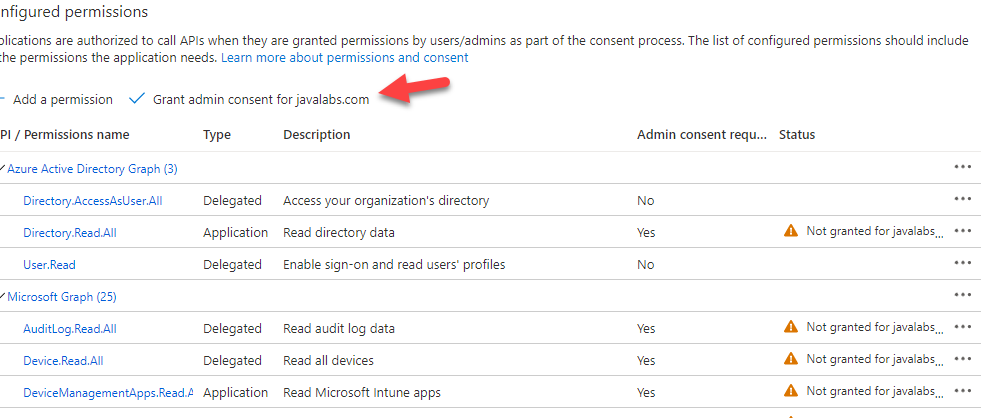 nfigured permissions
plications are authorized to call APIs when they are granted permissions by users/admins as part of the consent process. The list of configured permissions should include
the permissions the application needs. Learn more about permissions and consent
Add a permission Grant admin consent for javalabs.com
PI / Permissions name Type Description Admin consent requ... Status
Azure Active Directory Graph (3) ...
Directory.AccessAsUser.All Delegated Access your organization's directory No ...
Directory.Read.All Application Read directory data Yes Not granted for javalabs... ...
User.Read Delegated Enable sign-on and read users' profiles No ...
Microsoft Graph (25) ...
AuditLog.Read.All Delegated Read audit log data Yes Not granted for javalabs... ...
Device.Read.All Delegated Read all devices Yes Not granted for javalabs... ...
DeviceManagementApps.Read.A Application Read Microsoft Intune apps Yes Not granted for javalabs... ...